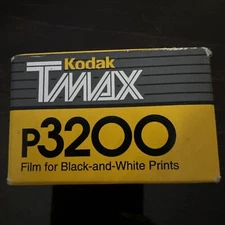 Kodak
TMAX
P3200
Film for Black-and-White Prints